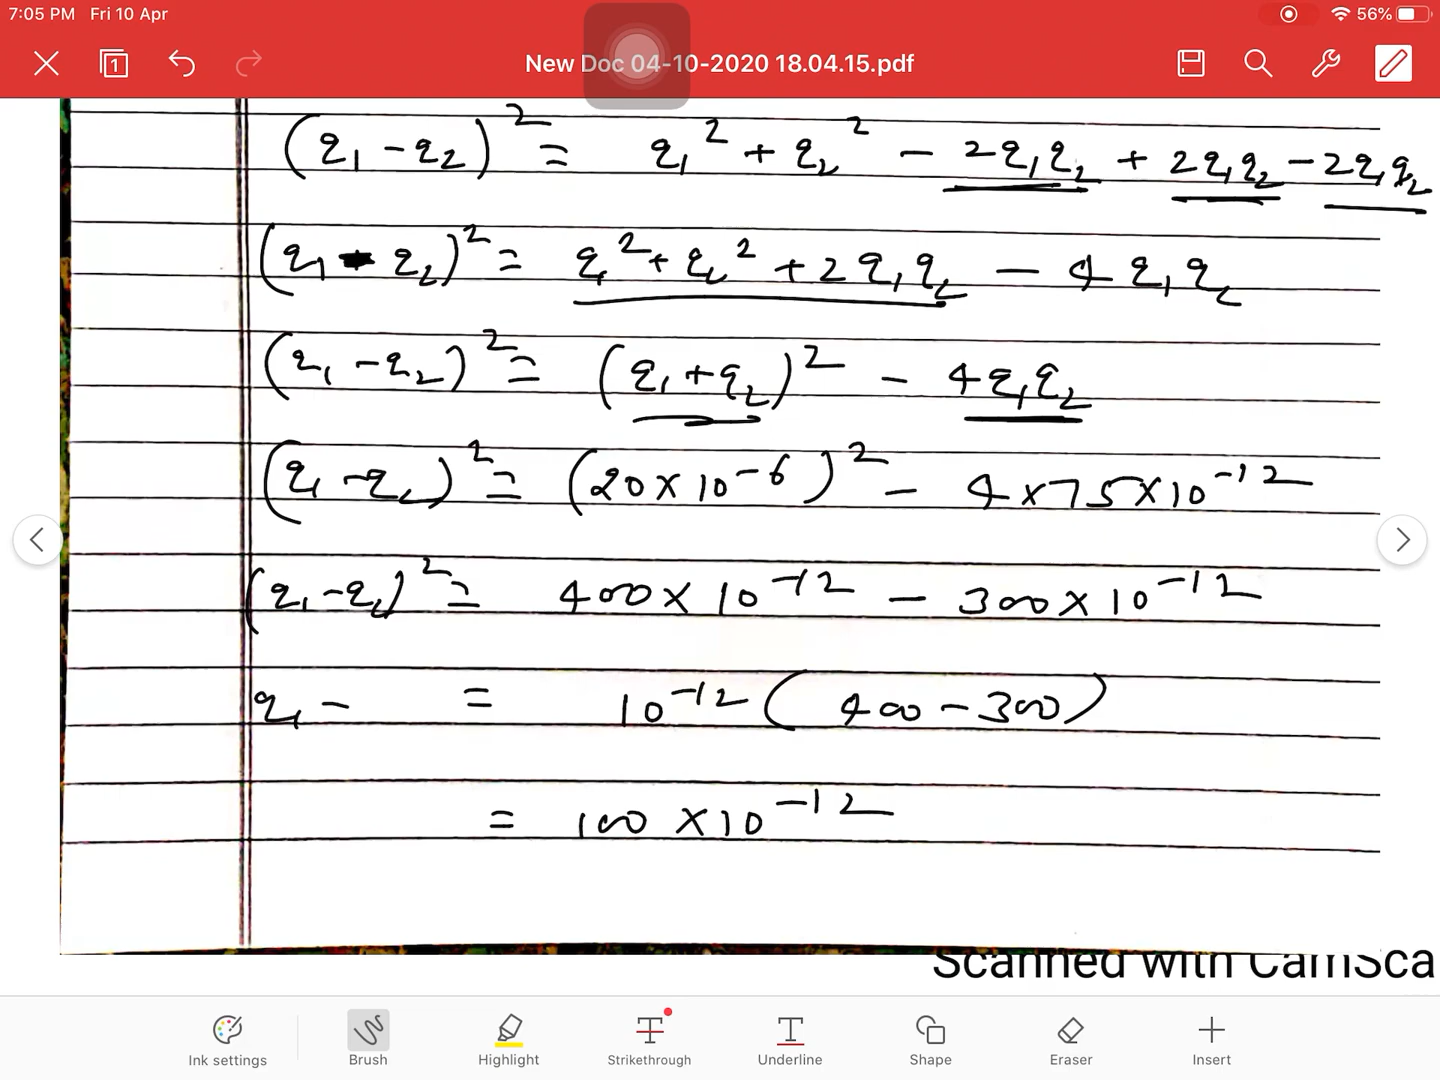 7:05 PM Fri 10 Apr
56%
1
New Doc 04-10-2020 18.04.15.pdf
(q₁ - q₂)² = q₁² + q₂² - 2q₁q₂ + 2q₁q₂ - 2q₁q₂
(q₁ - q₂)² = q₁² + q₂² + 2q₁q₂ - 4q₁q₂
(q₁ - q₂)² = (q₁ + q₂)² - 4q₁q₂
(q₁ - q₂)² = (20 × 10⁻⁶)² - 4 × 75 × 10⁻¹²
(q₁ - q₂)² = 400 × 10⁻¹² - 300 × 10⁻¹²
q₁ - = 10⁻¹² (400 - 300)
= 100 × 10⁻¹²
Scanned with CamSca
Ink settings
Brush
Highlight
Strikethrough
Underline
Shape
Eraser
Insert